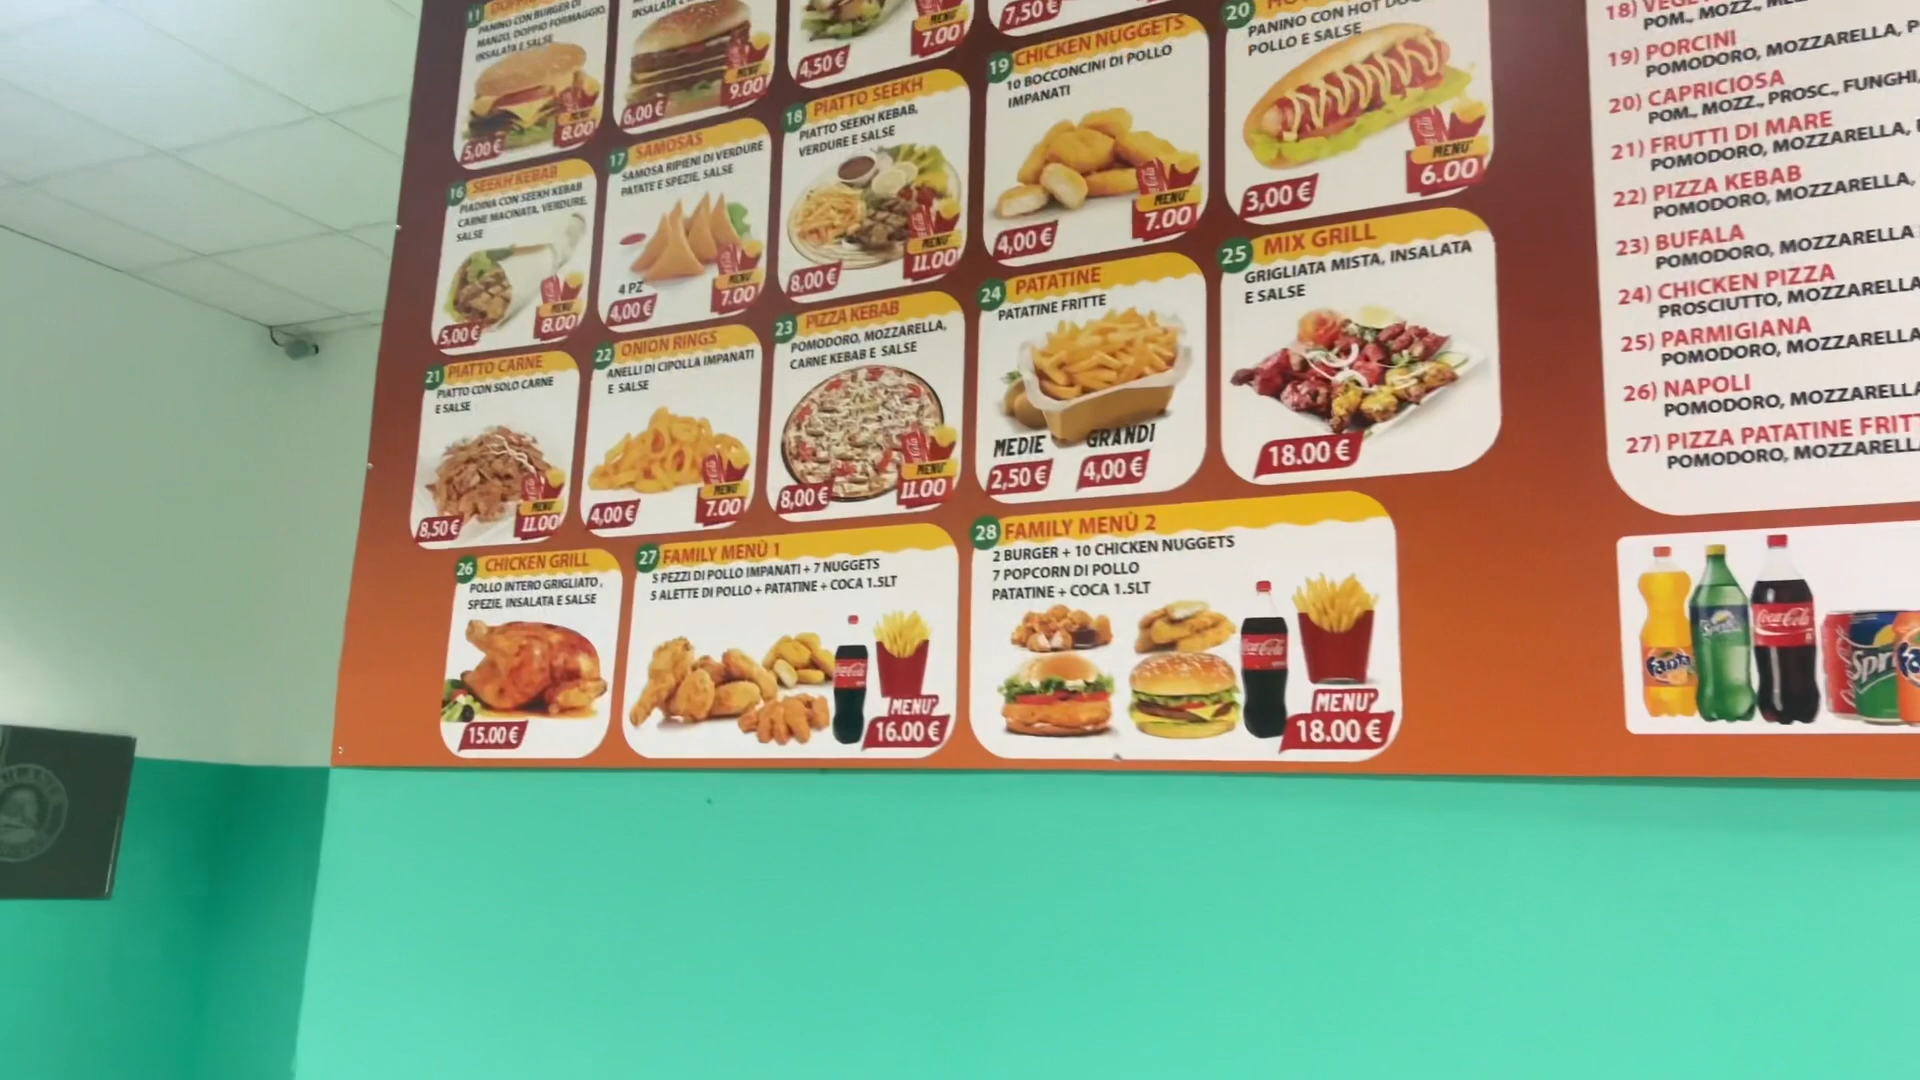 11
PANINO CON BURGER DI
MANZO, DOPPIO FORMAGGIO,
INSALATA E SALSE
5,00 €
MENU'
8.00
6,00 €
MENU'
9.00
4,50 €
MENU'
7.00
7,50 €
16 SEEKH KEBAB
PIADINA CON SEEKH KEBAB
CARNE MACINATA, VERDURE,
SALSE
5,00 €
MENU'
8.00
17 SAMOSAS
SAMOSA RIPIENI DI VERDURE
PATATE E SPEZIE, SALSE
4 PZ
4,00 €
MENU'
7.00
18 PIATTO SEEKH
PIATTO SEEKH KEBAB,
VERDURE E SALSE
8,00 €
MENU'
11.00
19 CHICKEN NUGGETS
10 BOCCONCINI DI POLLO
IMPANATI
4,00 €
MENU'
7.00
20
PANINO CON HOT DOG
POLLO E SALSE
3,00 €
MENU'
6.00
21 PIATTO CARNE
PIATTO CON SOLO CARNE
E SALSE
8,50 €
MENU'
11.00
22 ONION RINGS
ANELLI DI CIPOLLA IMPANATI
E SALSE
4,00 €
MENU'
7.00
23 PIZZA KEBAB
POMODORO, MOZZARELLA,
CARNE KEBAB E SALSE
8,00 €
MENU'
11.00
24 PATATINE
PATATINE FRITTE
MEDIE GRANDI
2,50 € 4,00 €
25 MIX GRILL
GRIGLIATA MISTA, INSALATA
E SALSE
18.00 €
26 CHICKEN GRILL
POLLO INTERO GRIGLIATO,
SPEZIE, INSALATA E SALSE
15.00 €
27 FAMILY MENÙ 1
5 PEZZI DI POLLO IMPANATI + 7 NUGGETS
5 ALETTE DI POLLO + PATATINE + COCA 1.5LT
Coca-Cola
MENU'
16.00 €
28 FAMILY MENÙ 2
2 BURGER + 10 CHICKEN NUGGETS
7 POPCORN DI POLLO
PATATINE + COCA 1.5LT
Coca-Cola
MENU'
18.00 €
18)
POM., MOZZ.,
19) PORCINI
POMODORO, MOZZARELLA, P
20) CAPRICIOSA
POM., MOZZ., PROSC., FUNGHI,
21) FRUTTI DI MARE
POMODORO, MOZZARELLA,
22) PIZZA KEBAB
POMODORO, MOZZARELLA,
23) BUFALA
POMODORO, MOZZARELLA
24) CHICKEN PIZZA
PROSCIUTTO, MOZZARELLA
25) PARMIGIANA
POMODORO, MOZZARELLA
26) NAPOLI
POMODORO, MOZZARELLA
27) PIZZA PATATINE FRITT
POMODORO, MOZZARELL
Fanta Sprite Coca-Cola